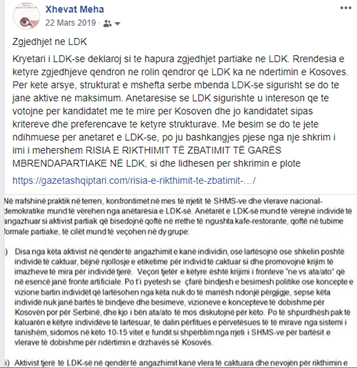 Xhevat Meha
22 Mars 2019 ·
Zgjedhjet ne LDK
Kryetari i LDK-se deklaroj si te hapura zgjedhjet partiake ne LDK. Rrendesia e
ketyre zgjedhjeve qendron ne rolin qendror qe LDK ka ne ndertimin e Kosoves.
Per kete arsye, strukturat e mshefta serbe mbenda LDK-se sigurisht se do te
jane aktive ne maksimum. Anetaresise se LDK sigurishte u intereson qe te
votojne per kandidatet me te mire per Kosoven dhe jo kandidatet sipas
kritereve dhe preferencave te ketyre strukturave. Me besim se do te jete
ndihmuese per anetaret e LDK-se, po ju bashkangjes pjese nga nje shkrim i
imi i mehershem RISIA E RIKTHIMIT TË ZBATIMIT TË GARËS
MBRENDAPARTIAKE NË LDK, si dhe lidhesen per shkrimin e plote
https://gazetashqiptari.com/risia-e-rikthimit-te-zbatimit-…/
Në rrafshinë praktik në terren, konfrontimi në mes të rrjetit të SHMS-ve dhe vlerave nacional-
demokratike mund të vërehen nga anëtarësia e LDK-së. Anëtarët e LDK-së mund të vërejnë individë të
angazhuar si aktivist partiak që bisedojnë qoftë në rrethe të ngushta kafe-restorante, qoftë në tubime
formale partiake, të cilët mund të veçohen në dy grupe:
i) Disa nga këta aktivist në qendër të angazhimit e kanë individin, ose lartësojnë ose shkelin poshtë
individë të caktuar, bëjnë njollosje e etiketime për individ të caktuar si dhe promovojnë krijim të
imazheve të mira për individë tjerë. Veçori tjetër e këtyre është krijimi i fronteve "ne vs ata/ato" që
në esencë janë fronte artificiale. Po t'i pyetesh se çfarë bindjesh e besimesh politike ose koncepte e
vizione bartin individët që lartësohen nga këta nuk do të marrësh ndonjë përgjigje, sepse këta
individë nuk janë bartës të bindjeve dhe besimeve, vizioneve e koncepteve të dobishme për
Kosovën por për Serbinë, dhe kjo i bën ata/ato të mos diskutojnë për këto. Po të shpurdhësh pak të
kaluarën e këtyre individëve të lartësuar, të dalin përfitues e përvetësues të të mirave nga sistemi i
tanishëm, sidomos në këto 10-15 vitet e fundit si shpërblim nga rrjeti i SHMS-ve për bartësit e
vlerave të dobishme për ndërtimin e drzhavës së Kosovës.
ii) Aktivist tjerë të LDK-së në qendër të angazhimit kanë vlera të caktuara dhe nevojën për rikthimin e